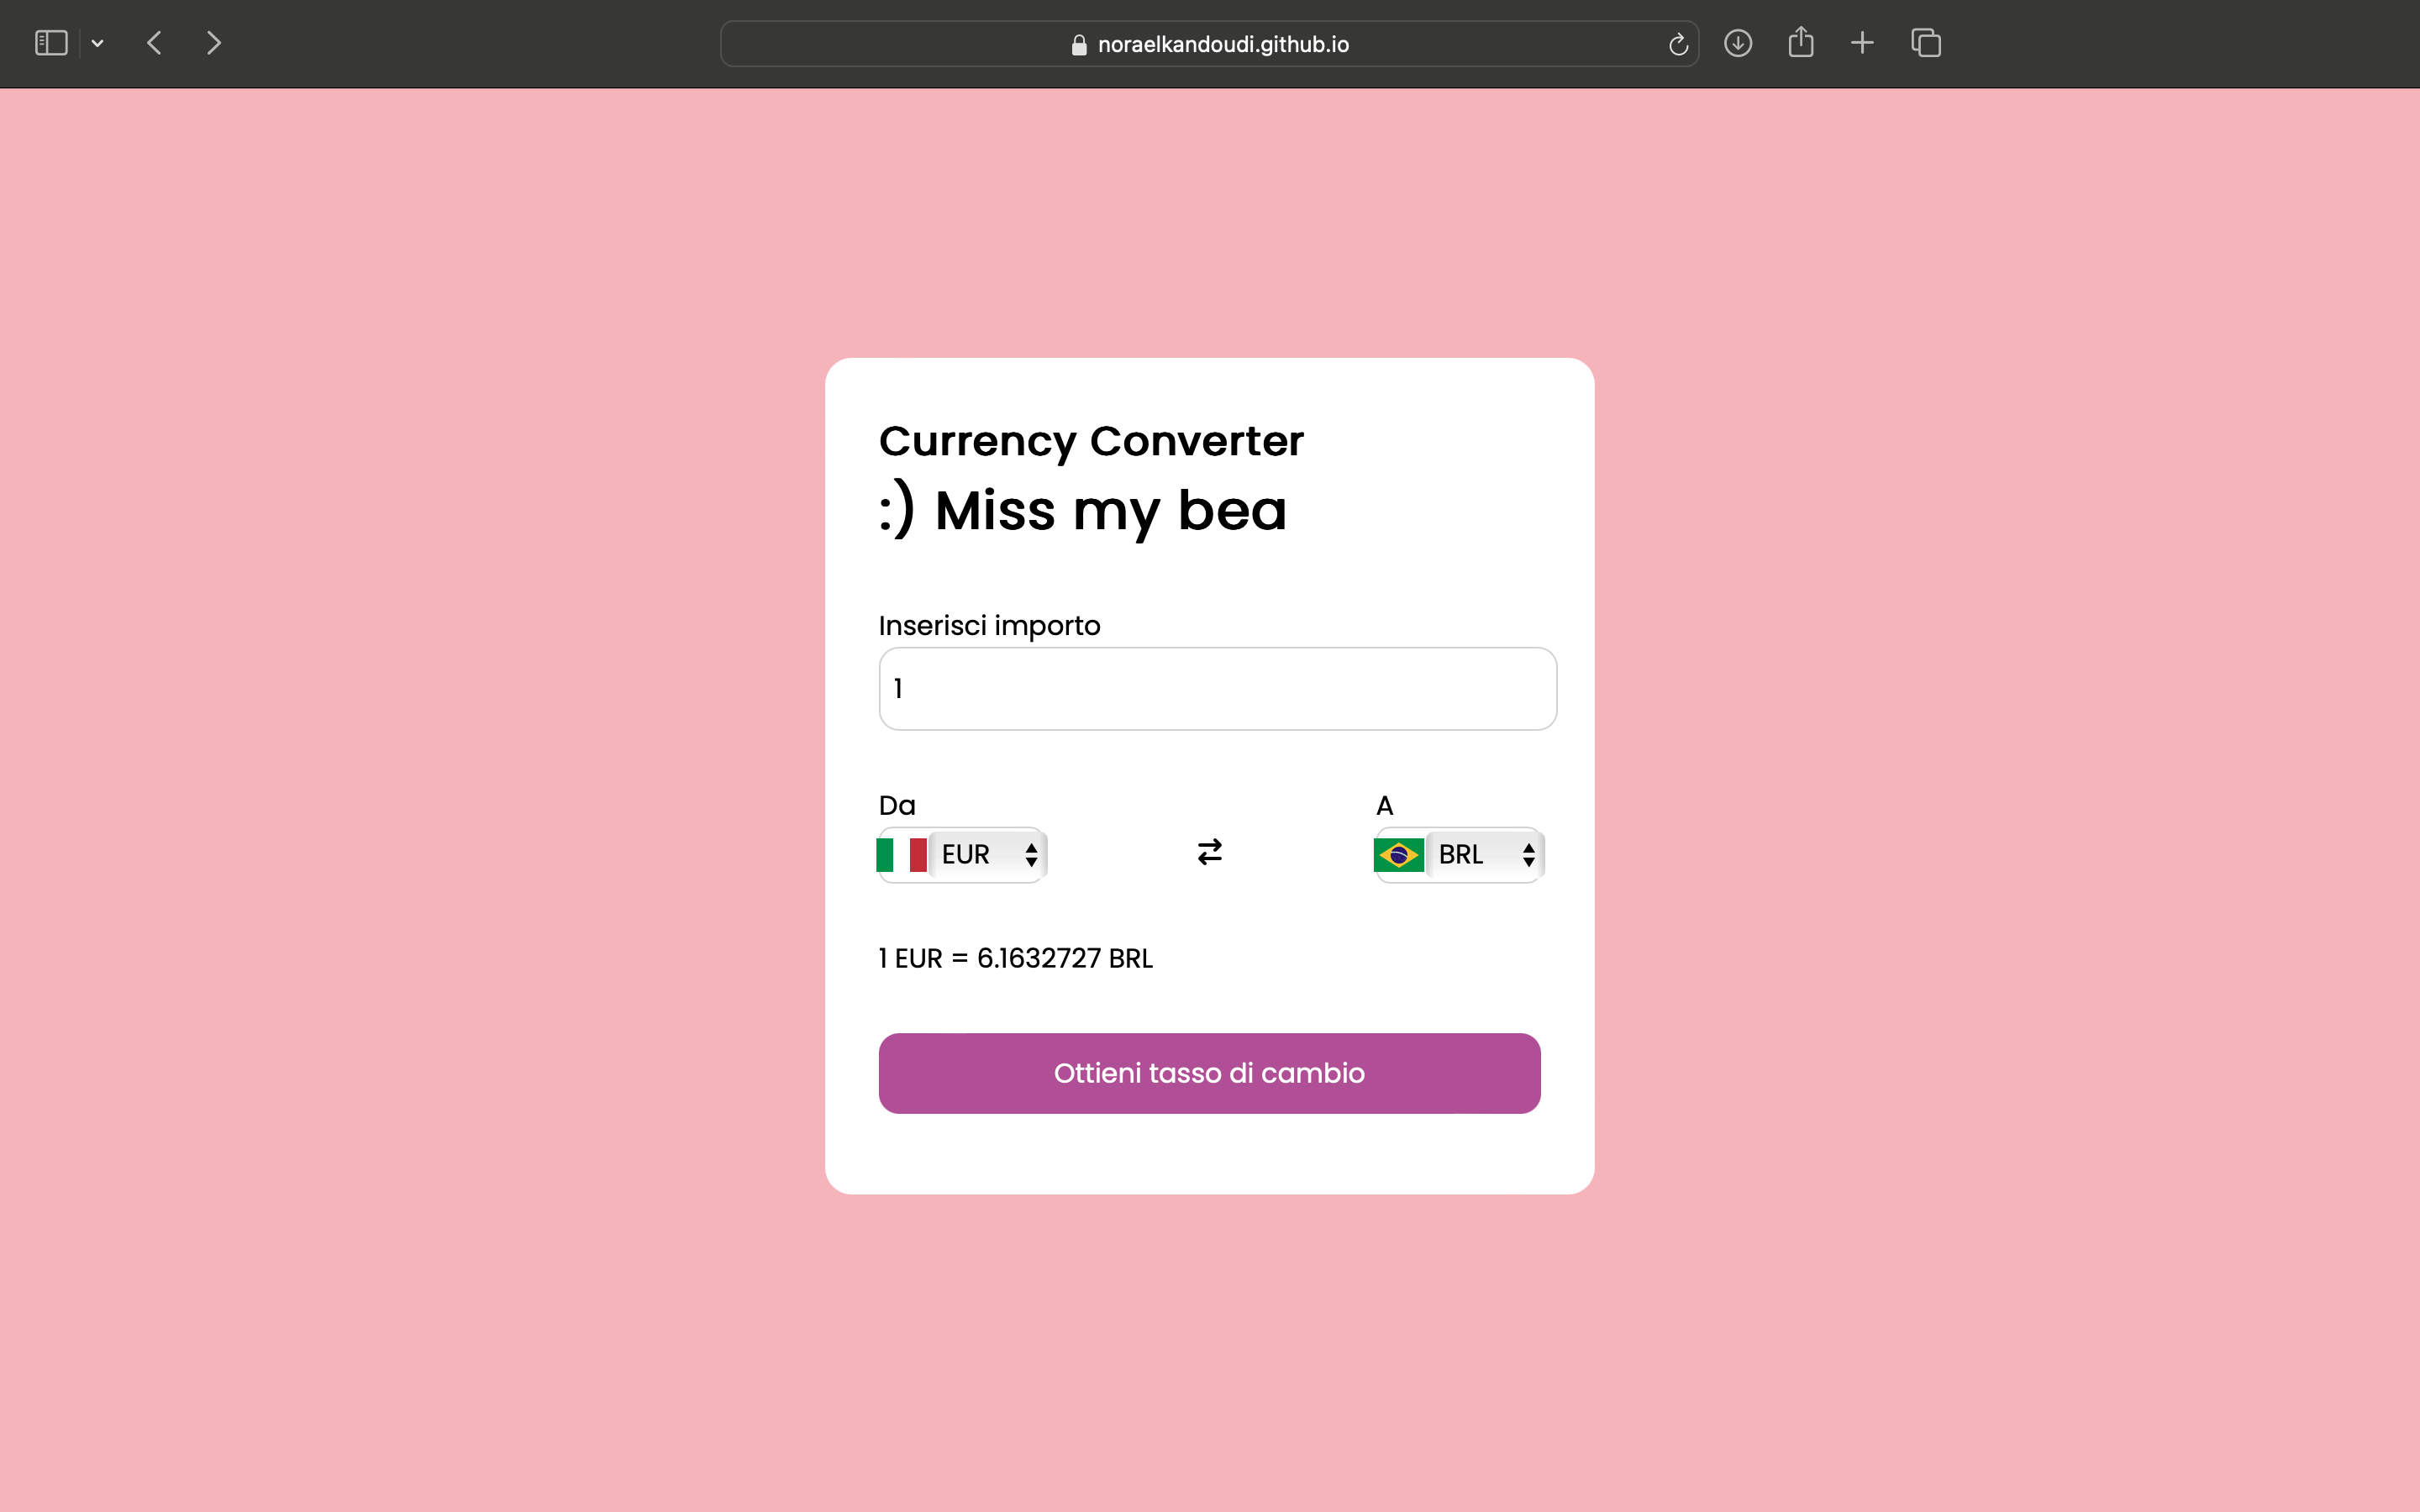 noraelkandoudi.github.io
Currency Converter
:) Miss my bea
Inserisci importo
1
Da
A
EUR
BRL
1 EUR = 6.1632727 BRL
Ottieni tasso di cambio